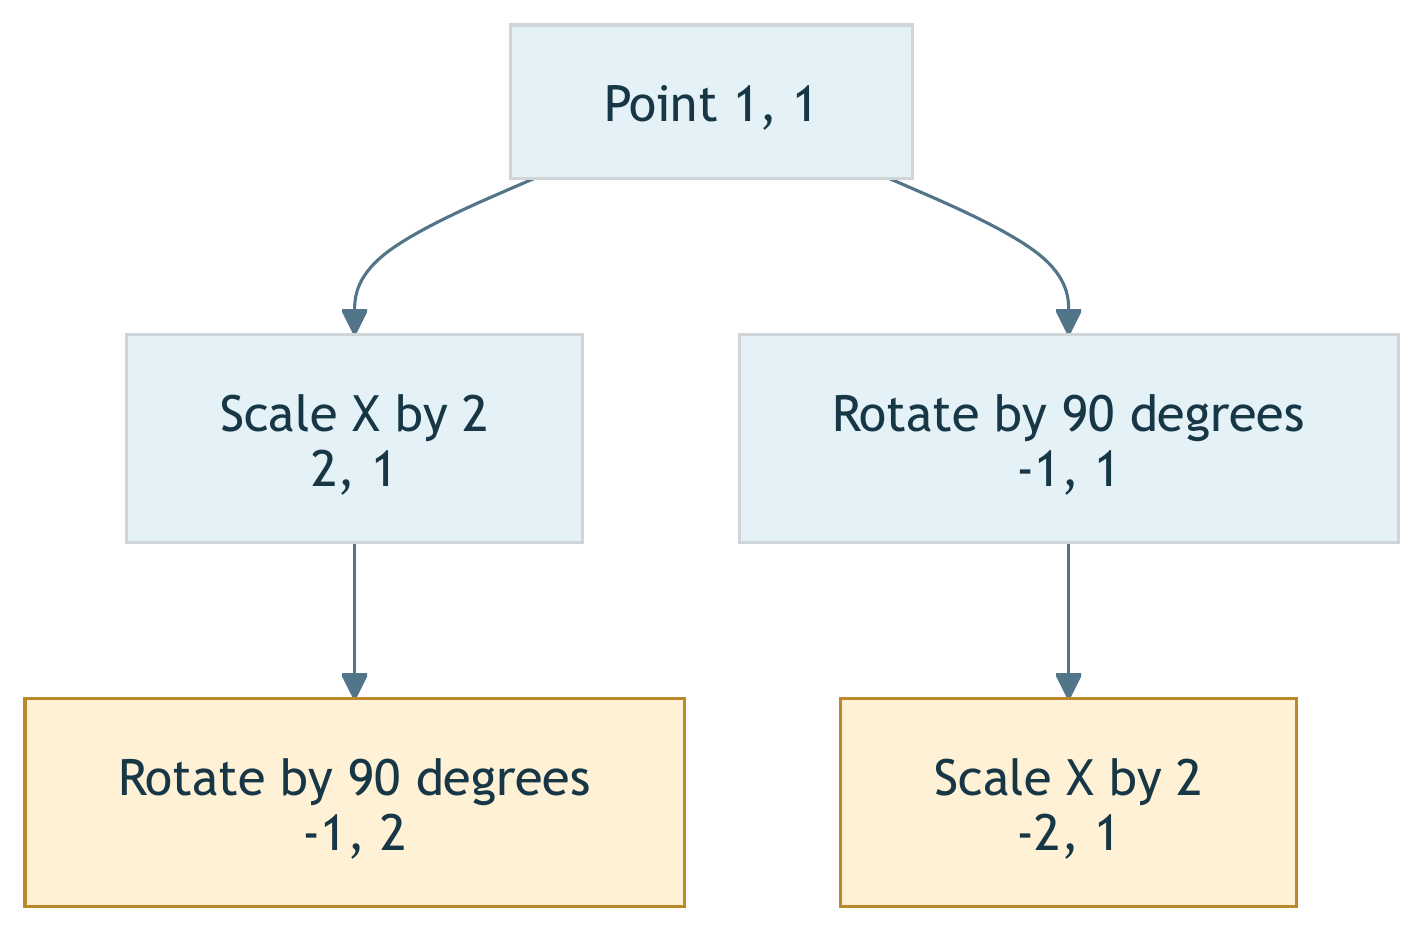 Point 1, 1
Scale X by 2
2, 1
Rotate by 90 degrees
-1, 1
Rotate by 90 degrees
-1, 2
Scale X by 2
-2, 1